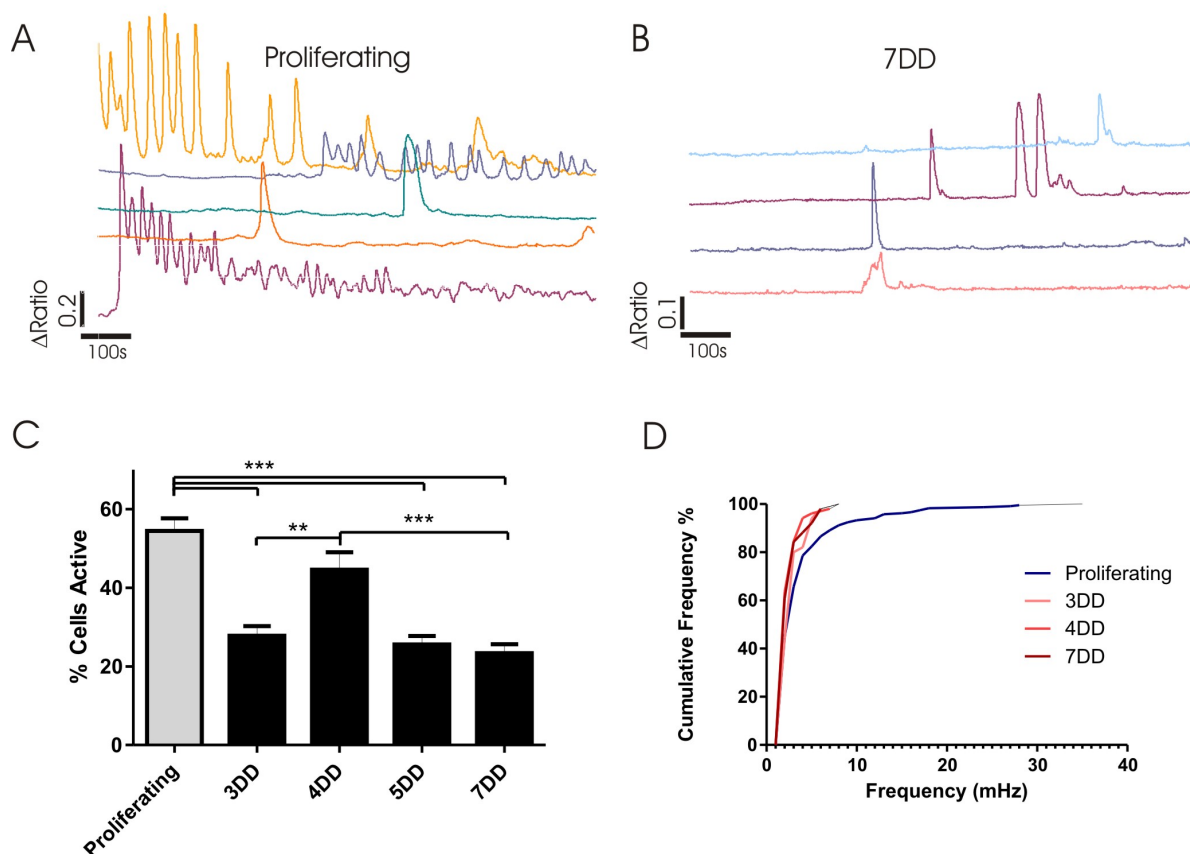 A
Proliferating
ΔRatio
0.2
100s
B
7DD
ΔRatio
0.1
100s
C
% Cells Active
60
40
20
0
***
**
***
Proliferating
3DD
4DD
5DD
7DD
D
Cumulative Frequency %
100
80
60
40
20
0
0 10 20 30 40
Frequency (mHz)
Proliferating
3DD
4DD
7DD